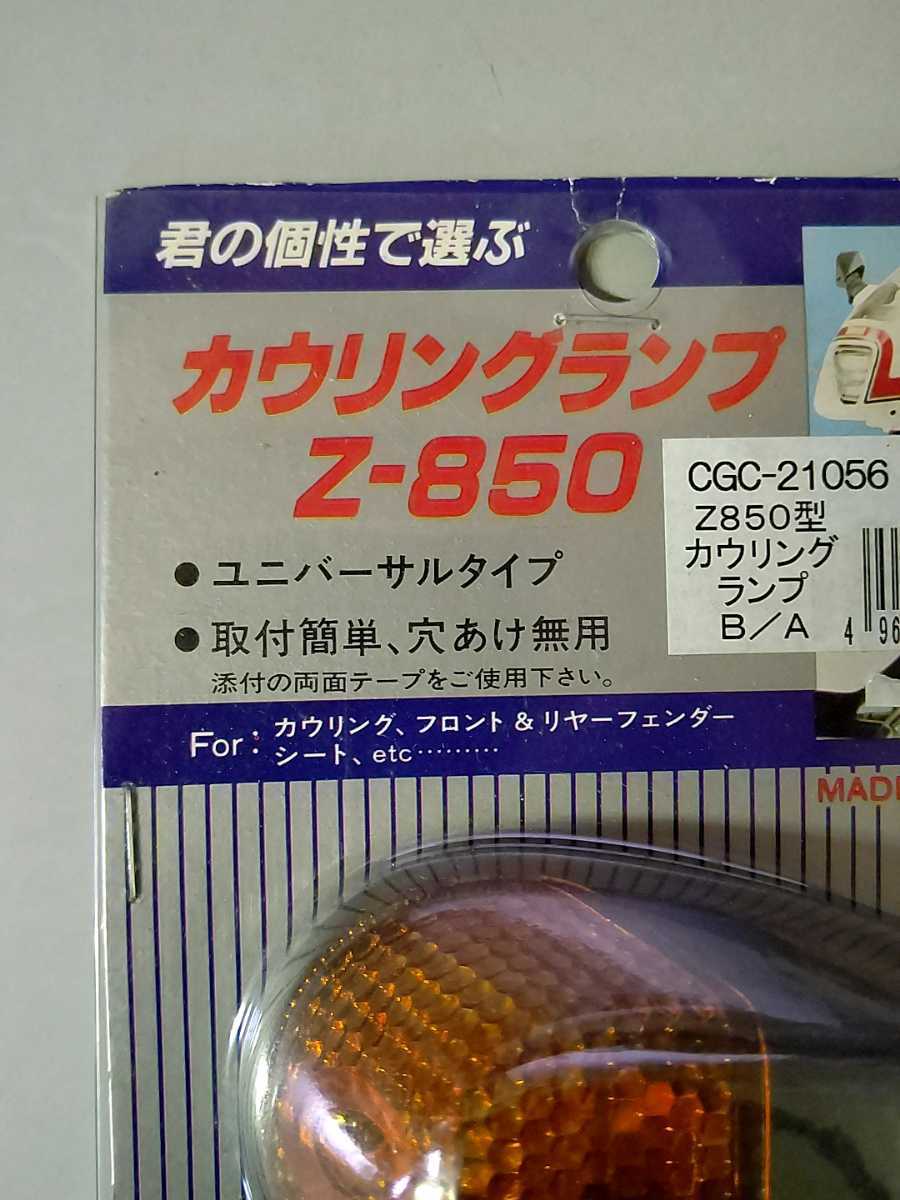 君の個性で選ぶ
カウリングランプ
Z-850
● ユニバーサルタイプ
● 取付簡単、穴あけ無用
添付の両面テープをご使用下さい。
For: カウリング、フロント & リヤーフェンダー
シート、etc………
CGC-21056
Z850型
カウリング
ランプ
B／A
4 96
MADE